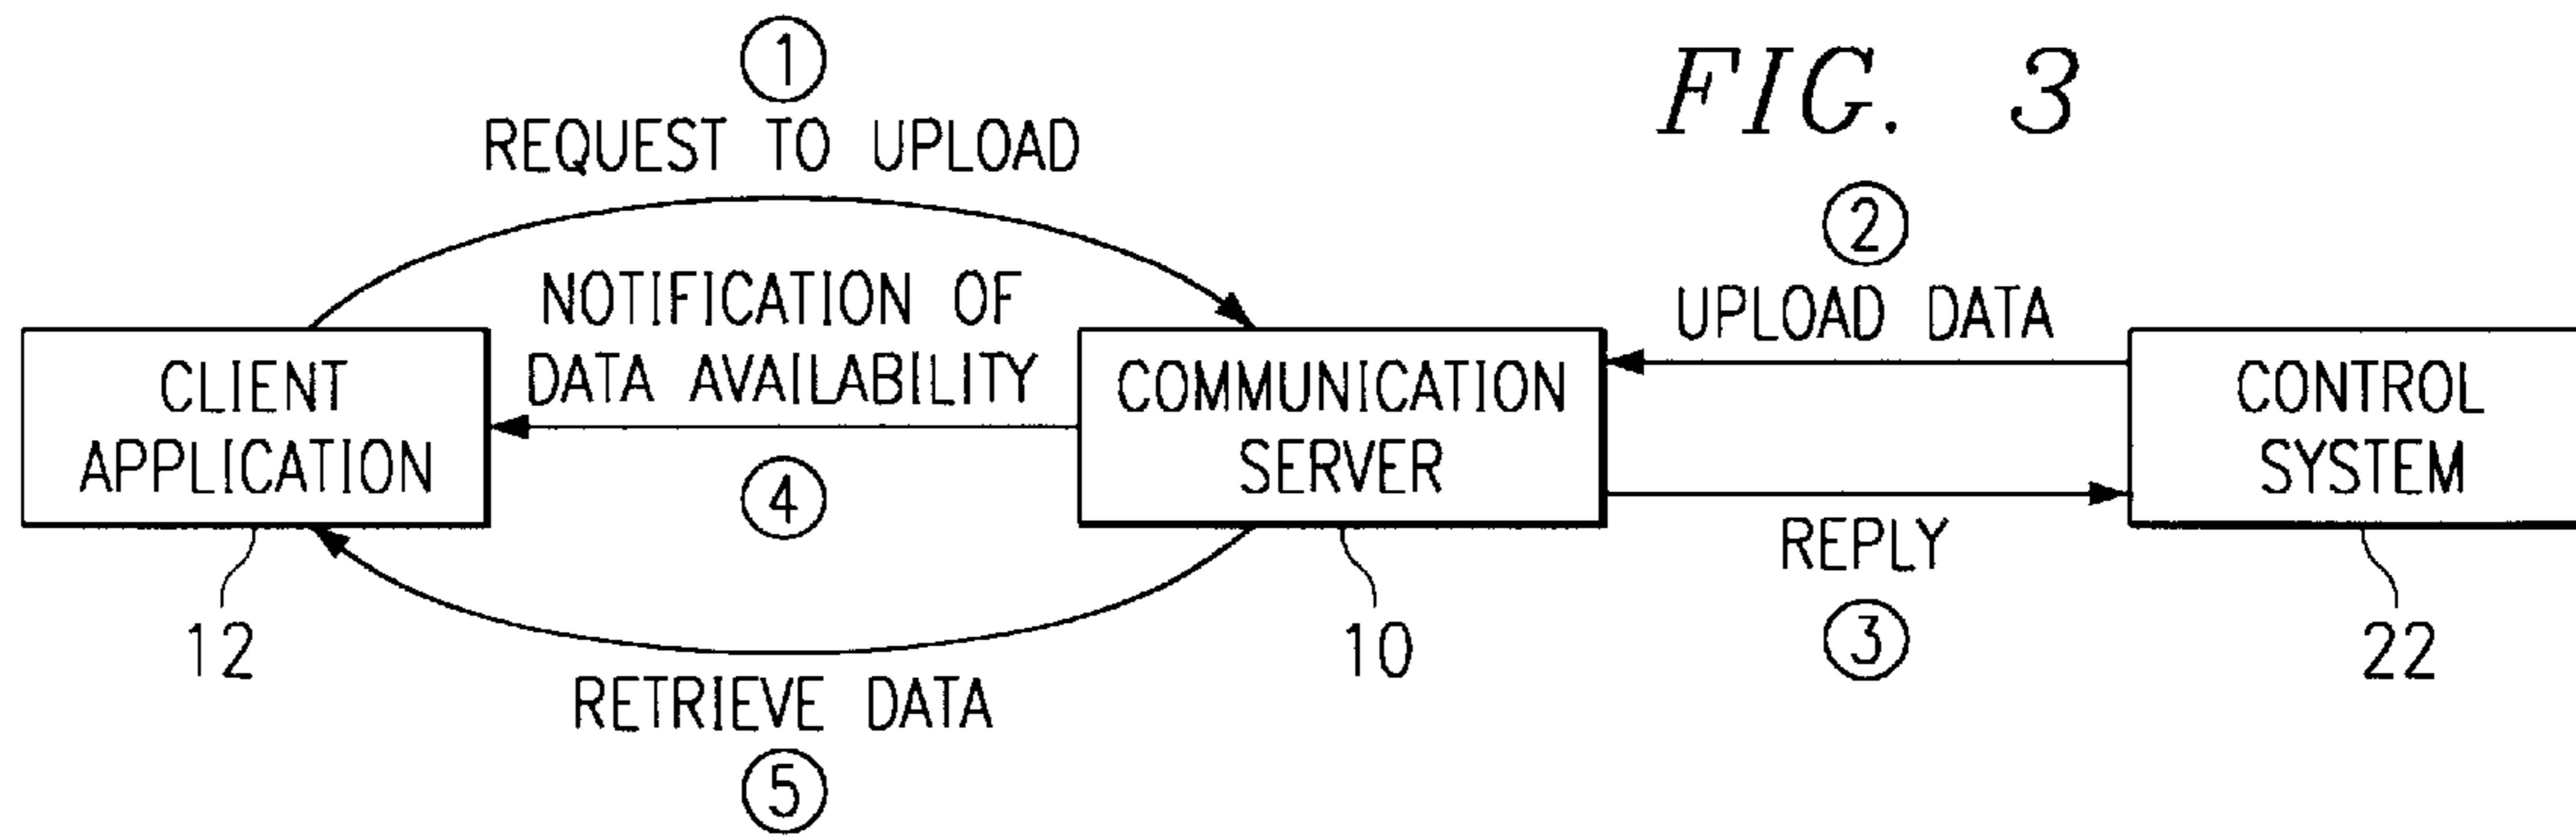 FIG. 3
①
REQUEST TO UPLOAD
②
UPLOAD DATA
NOTIFICATION OF
DATA AVAILABILITY
④
CLIENT
APPLICATION
COMMUNICATION
SERVER
CONTROL
SYSTEM
REPLY
③
12
10
22
RETRIEVE DATA
⑤